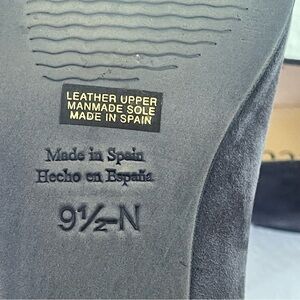 LEATHER UPPER
MANMADE SOLE
MADE IN SPAIN
Made in Spain
Hecho en España
9½-N